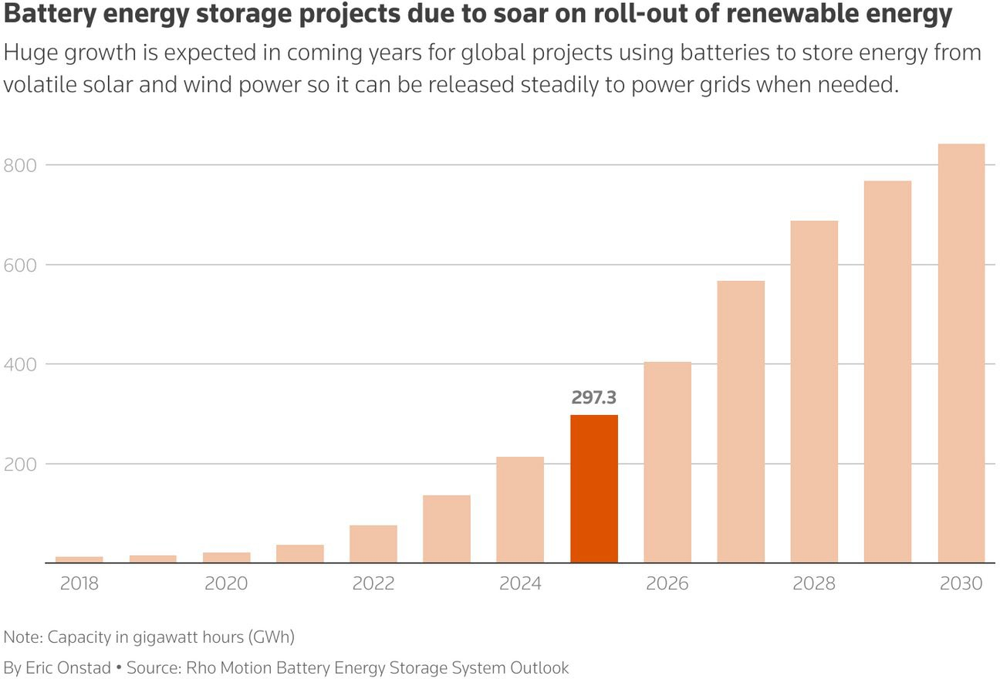 Battery energy storage projects due to soar on roll-out of renewable energy
Huge growth is expected in coming years for global projects using batteries to store energy from
volatile solar and wind power so it can be released steadily to power grids when needed.
800
600
400
297.3
200
2018 2020 2022 2024 2026 2028 2030
Note: Capacity in gigawatt hours (GWh)
By Eric Onstad • Source: Rho Motion Battery Energy Storage System Outlook